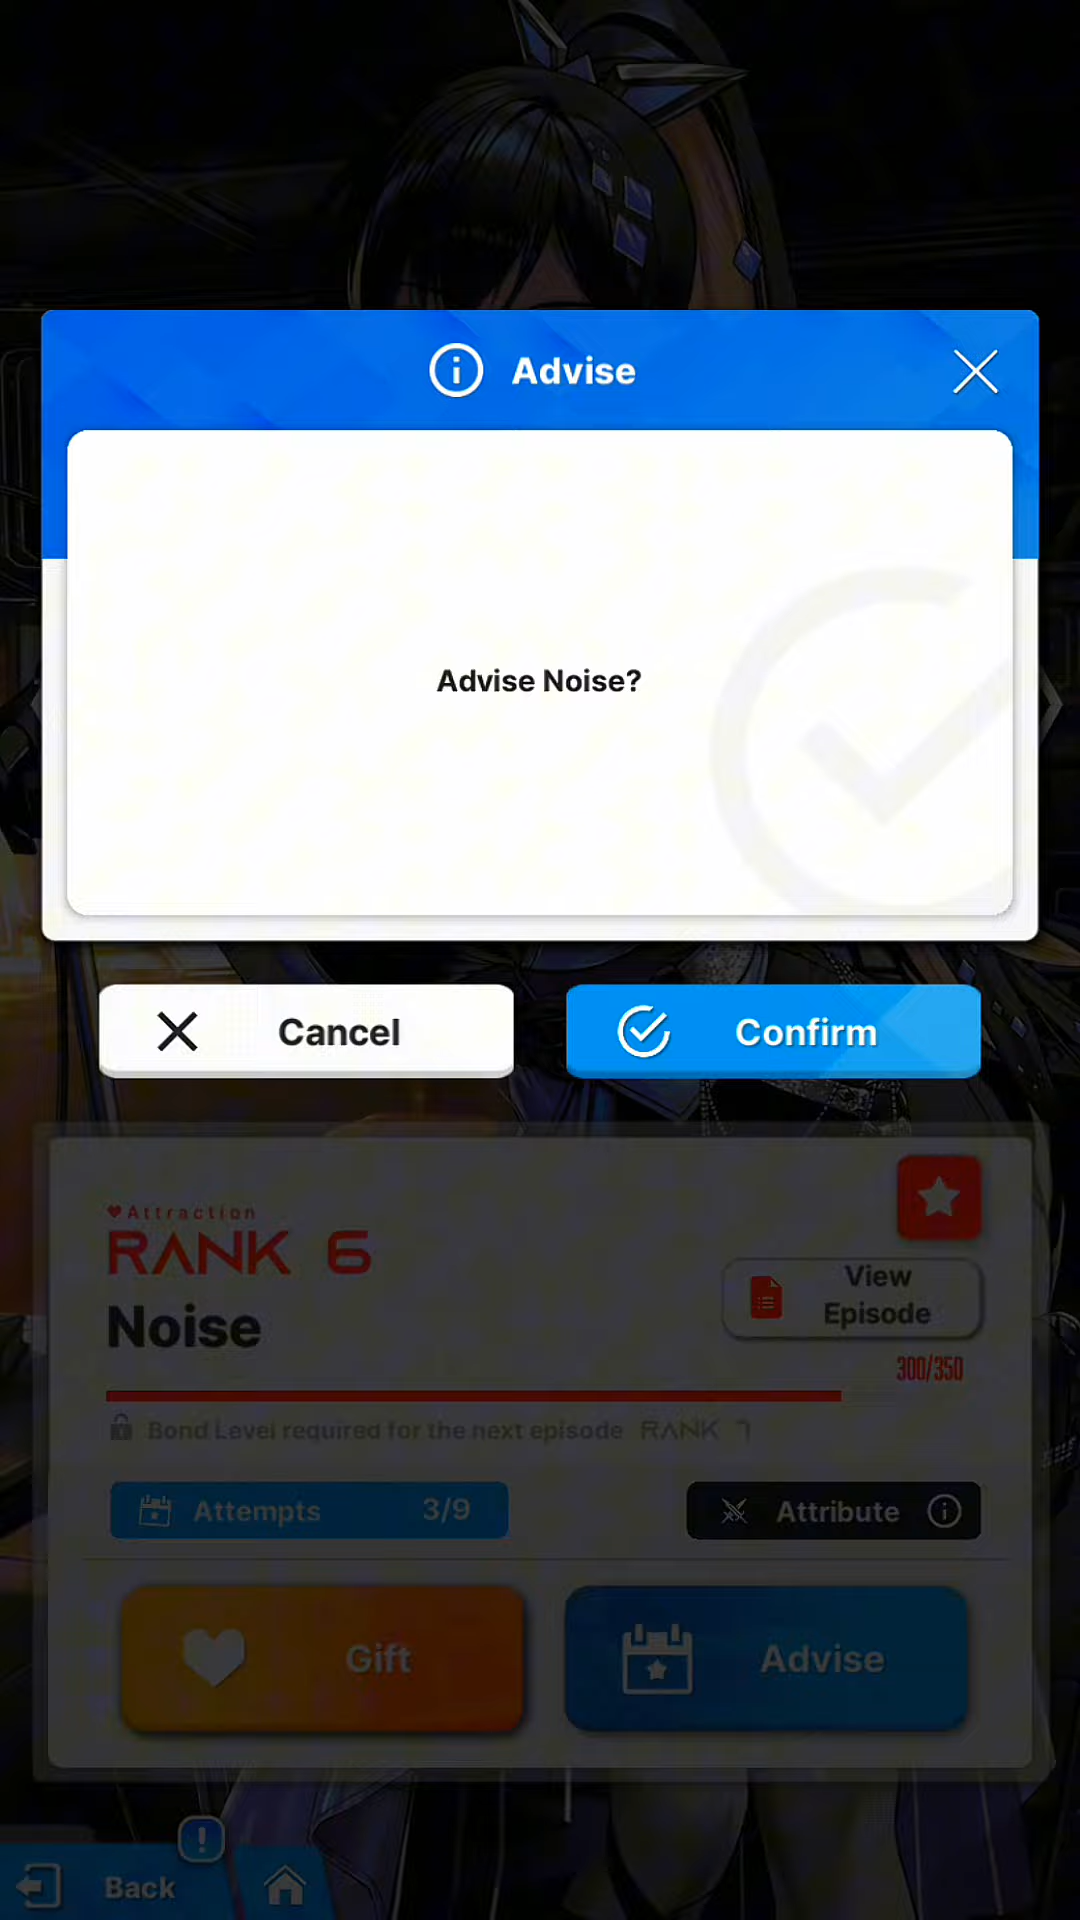 Advise
Advise Noise?
Cancel
Confirm
Attraction
RANK 6
Noise
View
Episode
300/350
Bond Level required for the next episode RANK 7
Attempts 3/9
Attribute
Gift
Advise
Back